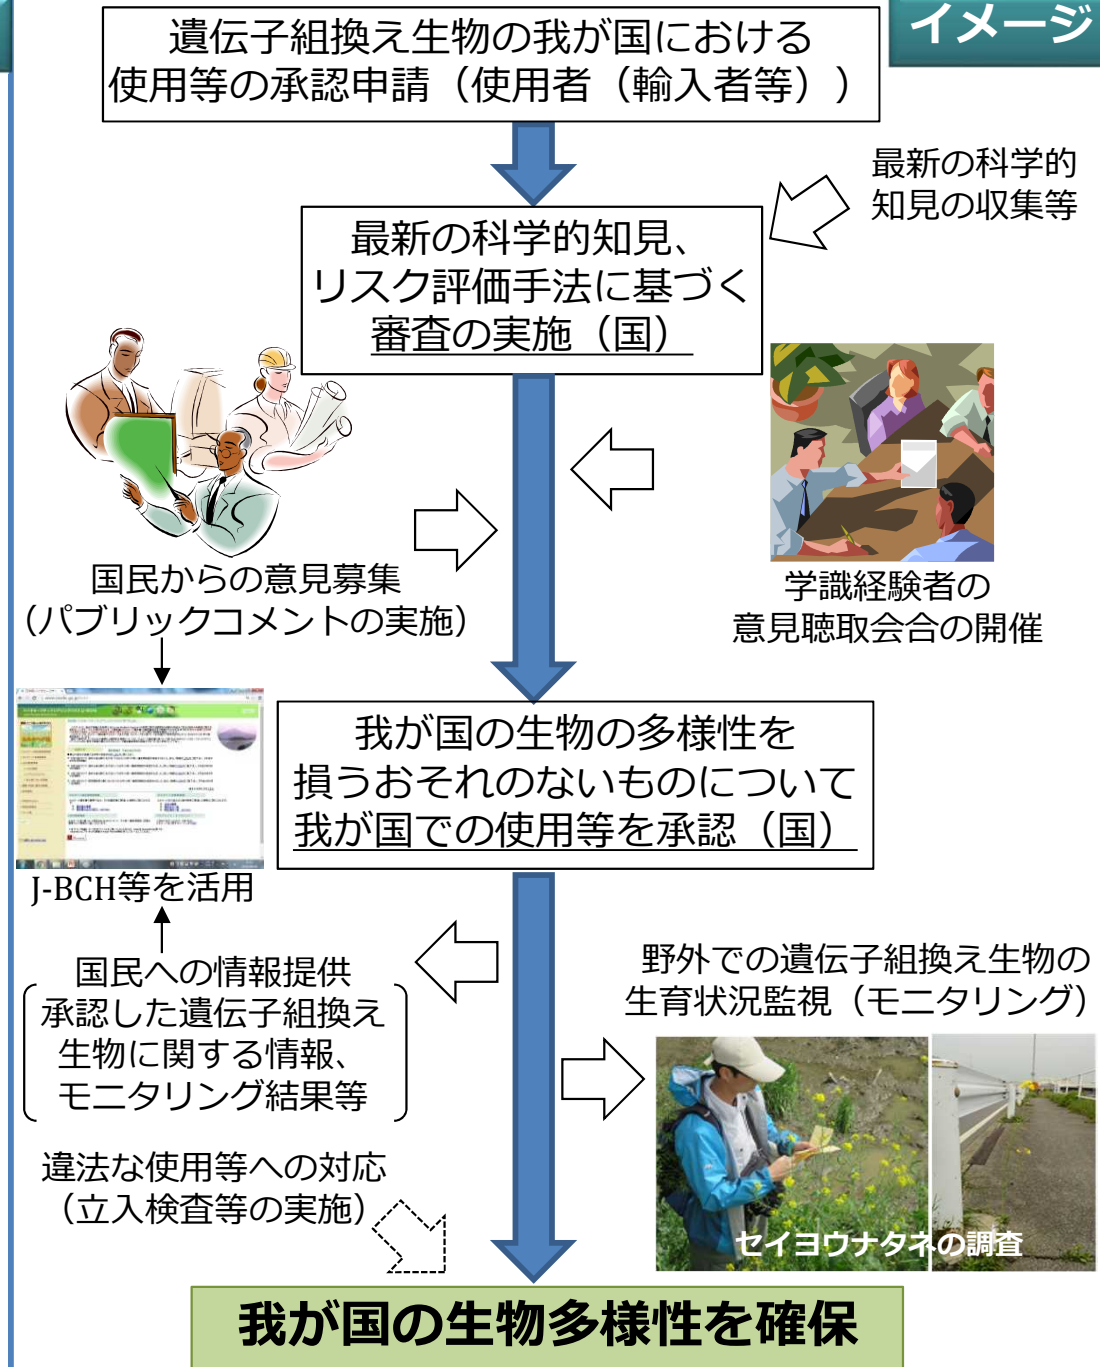 イメージ
遺伝子組換え生物の我が国における
使用等の承認申請（使用者（輸入者等））
最新の科学的
知見の収集等
最新の科学的知見、
リスク評価手法に基づく
審査の実施（国）
国民からの意見募集
（パブリックコメントの実施）
学識経験者の
意見聴取会合の開催
我が国の生物の多様性を
損うおそれのないものについて
我が国での使用等を承認（国）
J-BCH等を活用
国民への情報提供
承認した遺伝子組換え
生物に関する情報、
モニタリング結果等
野外での遺伝子組換え生物の
生育状況監視（モニタリング）
セイヨウナタネの調査
違法な使用等への対応
（立入検査等の実施）
我が国の生物多様性を確保